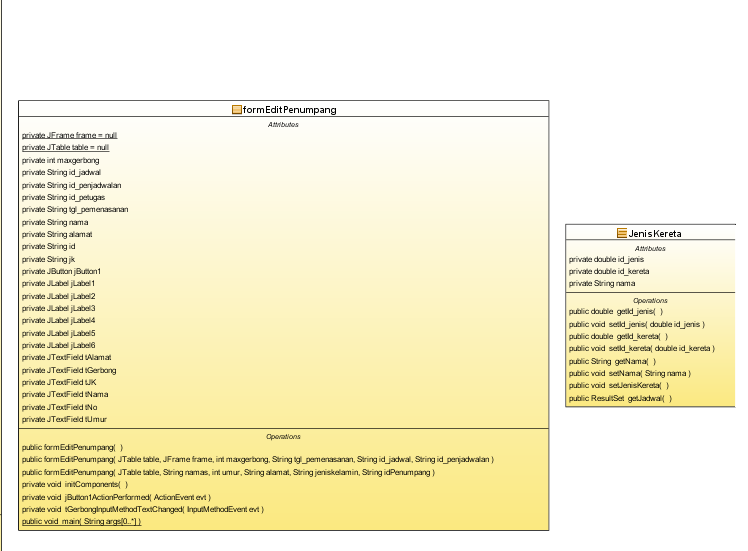 formEditPenumpang
Attributes
private JFrame frame = null
private JTable table = null
private int maxgerbong
private String id_jadwal
private String id_penjadwalan
private String id_petugas
private String tgl_pemenasanan
private String nama
private String alamat
private String id
private String jk
private JButton jButton1
private JLabel jLabel1
private JLabel jLabel2
private JLabel jLabel3
private JLabel jLabel4
private JLabel jLabel5
private JLabel jLabel6
private JTextField tAlamat
private JTextField tGerbong
private JTextField tJK
private JTextField tNama
private JTextField tNo
private JTextField tUmur
Operations
public formEditPenumpang( )
public formEditPenumpang( JTable table, JFrame frame, int maxgerbong, String tgl_pemenasanan, String id_jadwal, String id_penjadwalan )
public formEditPenumpang( JTable table, String namas, int umur, String alamat, String jeniskelamin, String idPenumpang )
private void initComponents( )
private void jButton1ActionPerformed( ActionEvent evt )
private void tGerbongInputMethodTextChanged( InputMethodEvent evt )
public void main( String args[0..*] )
JenisKereta
Attributes
private double id_jenis
private double id_kereta
private String nama
Operations
public double getId_jenis( )
public void setId_jenis( double id_jenis )
public double getId_kereta( )
public void setId_kereta( double id_kereta )
public String getNama( )
public void setNama( String nama )
public void setJenisKereta( )
public ResultSet getJadwal( )